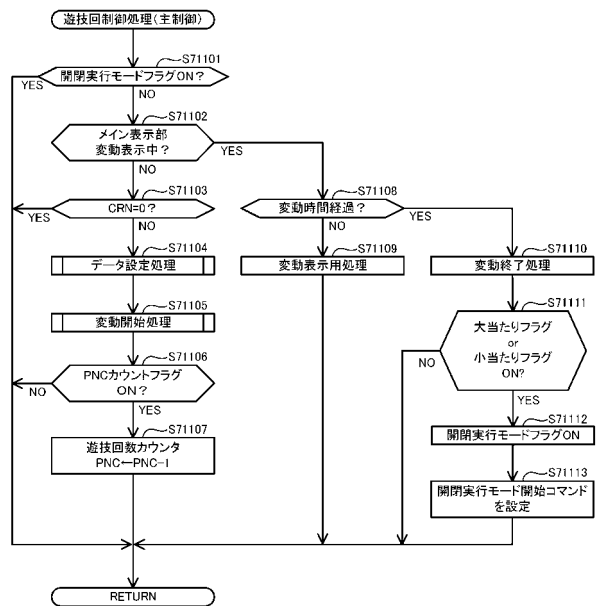 遊技回制御処理(主制御)
S71101
開閉実行モードフラグON?
YES
NO
S71102
メイン表示部
変動表示中?
YES
NO
S71103
CRN=0?
YES
NO
S71104
データ設定処理
S71105
変動開始処理
S71106
PNCカウントフラグ
ON?
NO
YES
S71107
遊技回数カウンタ
PNC←PNC-1
S71108
変動時間経過?
YES
NO
S71109
変動表示用処理
S71110
変動終了処理
S71111
大当たりフラグ
or
小当たりフラグ
ON?
NO
YES
S71112
開閉実行モードフラグON
S71113
開閉実行モード開始コマンド
を設定
RETURN